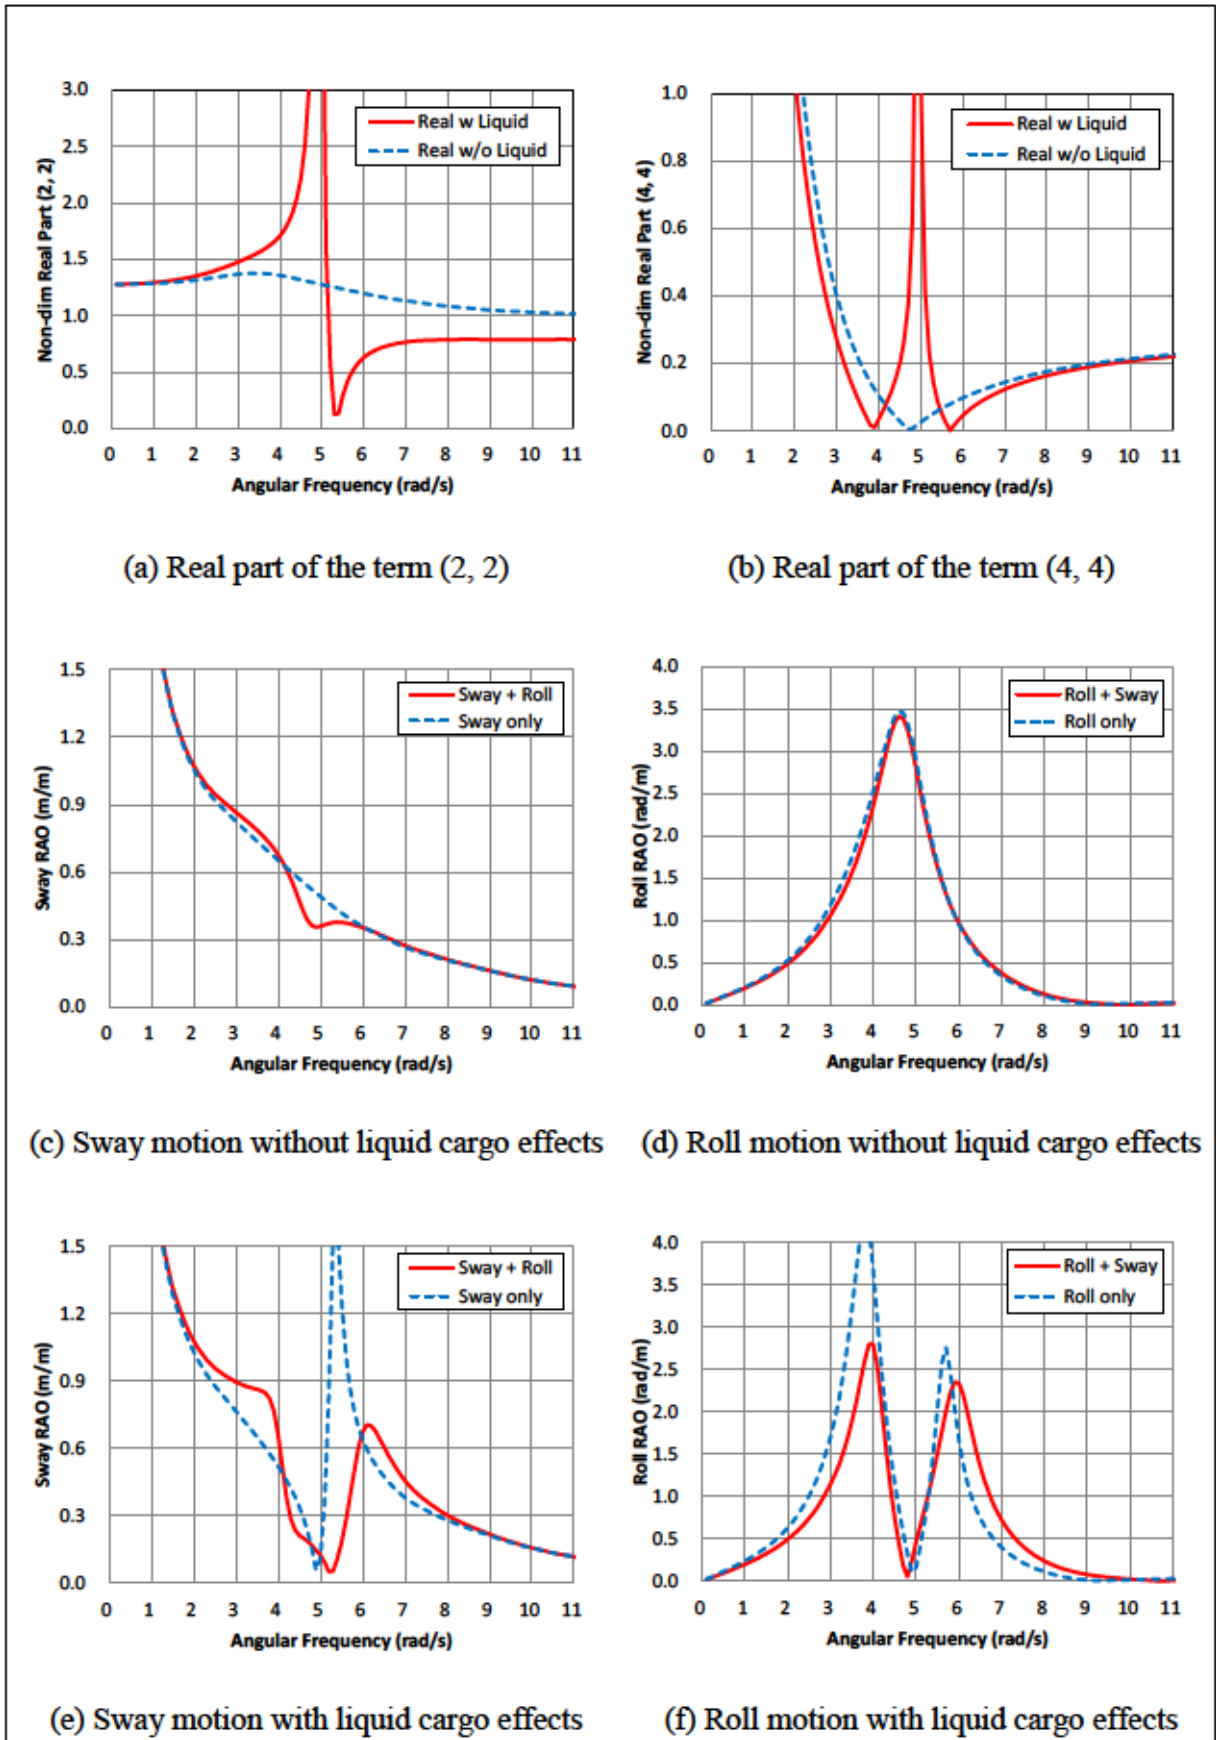 3.0
2.5
2.0
1.5
1.0
0.5
0.0
Non-dim Real Part (2, 2)
Real w Liquid
Real w/o Liquid
0 1 2 3 4 5 6 7 8 9 10 11
Angular Frequency (rad/s)
(a) Real part of the term (2, 2)
1.0
0.8
0.6
0.4
0.2
0.0
Non-dim Real Part (4, 4)
Real w Liquid
Real w/o Liquid
0 1 2 3 4 5 6 7 8 9 10 11
Angular Frequency (rad/s)
(b) Real part of the term (4, 4)
1.5
1.2
0.9
0.6
0.3
0.0
Sway RAO (m/m)
Sway + Roll
Sway only
0 1 2 3 4 5 6 7 8 9 10 11
Angular Frequency (rad/s)
(c) Sway motion without liquid cargo effects
4.0
3.5
3.0
2.5
2.0
1.5
1.0
0.5
0.0
Roll RAO (rad/m)
Roll + Sway
Roll only
0 1 2 3 4 5 6 7 8 9 10 11
Angular Frequency (rad/s)
(d) Roll motion without liquid cargo effects
1.5
1.2
0.9
0.6
0.3
0.0
Sway RAO (m/m)
Sway + Roll
Sway only
0 1 2 3 4 5 6 7 8 9 10 11
Angular Frequency (rad/s)
(e) Sway motion with liquid cargo effects
4.0
3.5
3.0
2.5
2.0
1.5
1.0
0.5
0.0
Roll RAO (rad/m)
Roll + Sway
Roll only
0 1 2 3 4 5 6 7 8 9 10 11
Angular Frequency (rad/s)
(f) Roll motion with liquid cargo effects